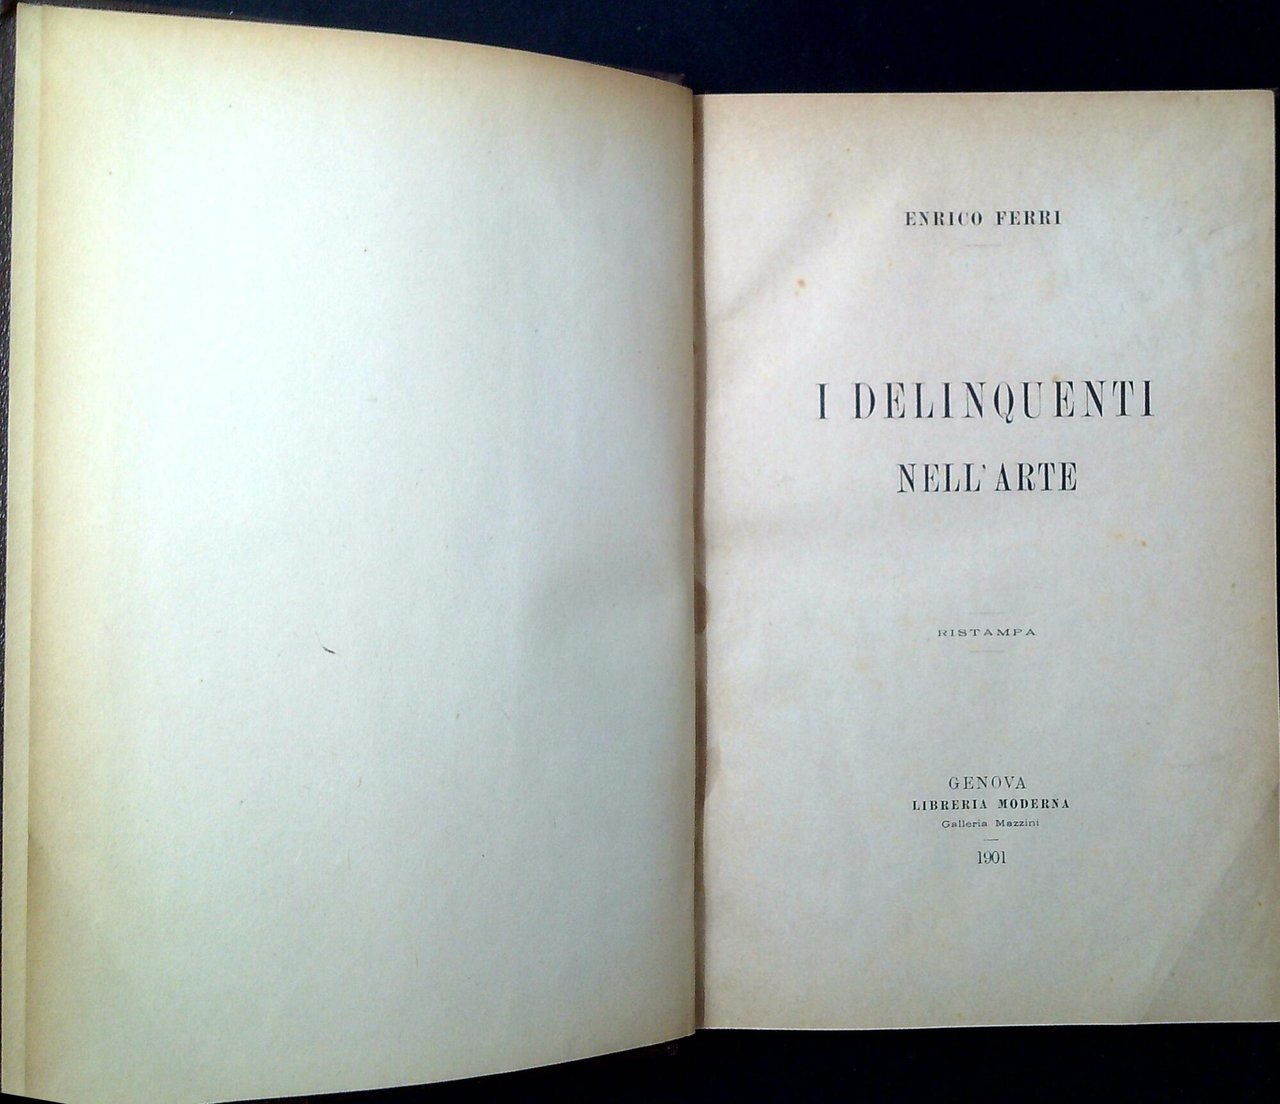 ENRICO FERRI
I DELINQUENTI
NELL'ARTE
RISTAMPA
GENOVA
LIBRERIA MODERNA
Galleria Mazzini
1901